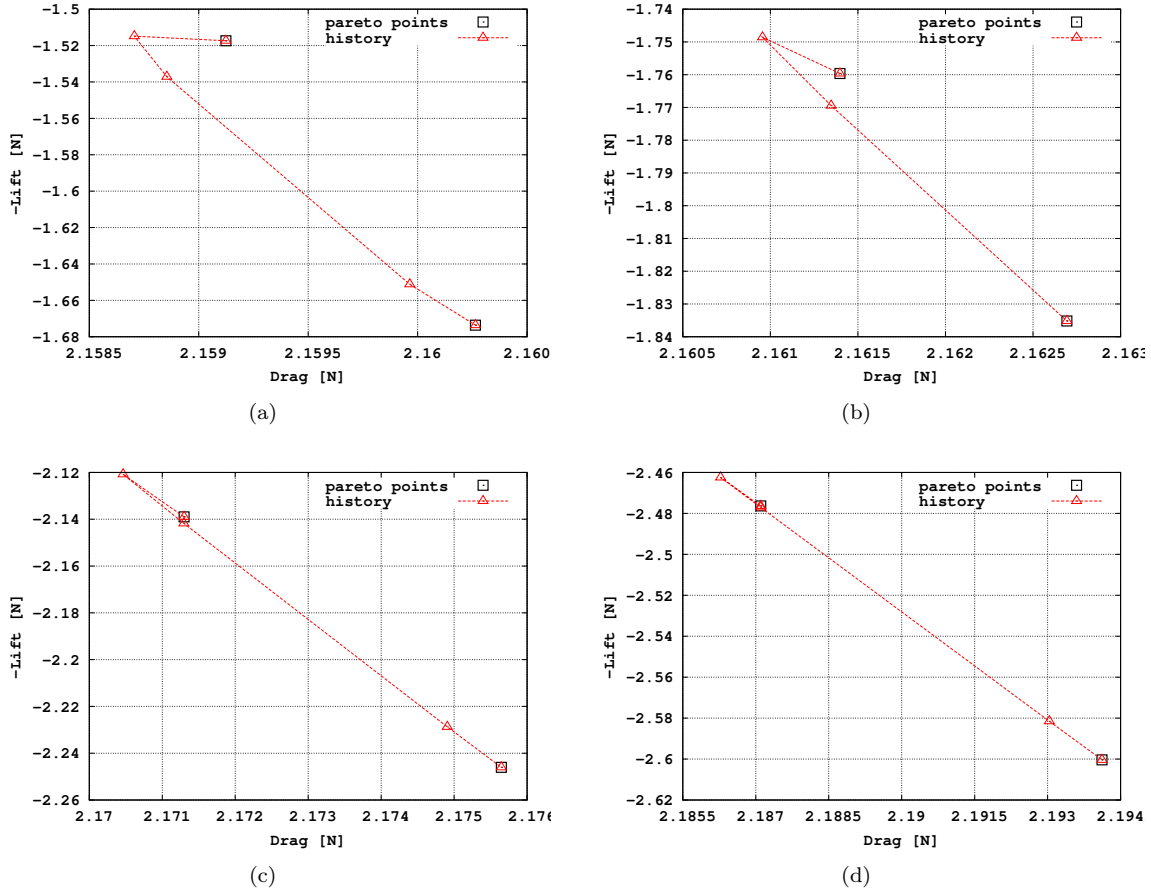 -1.5
-1.52
-1.54
-1.56
-1.58
-1.6
-1.62
-1.64
-1.66
-1.68
-Lift [N]
pareto points
history
2.1585 2.159 2.1595 2.16 2.160
Drag [N]
(a)
-1.74
-1.75
-1.76
-1.77
-1.78
-1.79
-1.8
-1.81
-1.82
-1.83
-1.84
-Lift [N]
pareto points
history
2.1605 2.161 2.1615 2.162 2.1625 2.163
Drag [N]
(b)
-2.12
-2.14
-2.16
-2.18
-2.2
-2.22
-2.24
-2.26
-Lift [N]
pareto points
history
2.17 2.171 2.172 2.173 2.174 2.175 2.176
Drag [N]
(c)
-2.46
-2.48
-2.5
-2.52
-2.54
-2.56
-2.58
-2.6
-2.62
-Lift [N]
pareto points
history
2.1855 2.187 2.1885 2.19 2.1915 2.193 2.194
Drag [N]
(d)